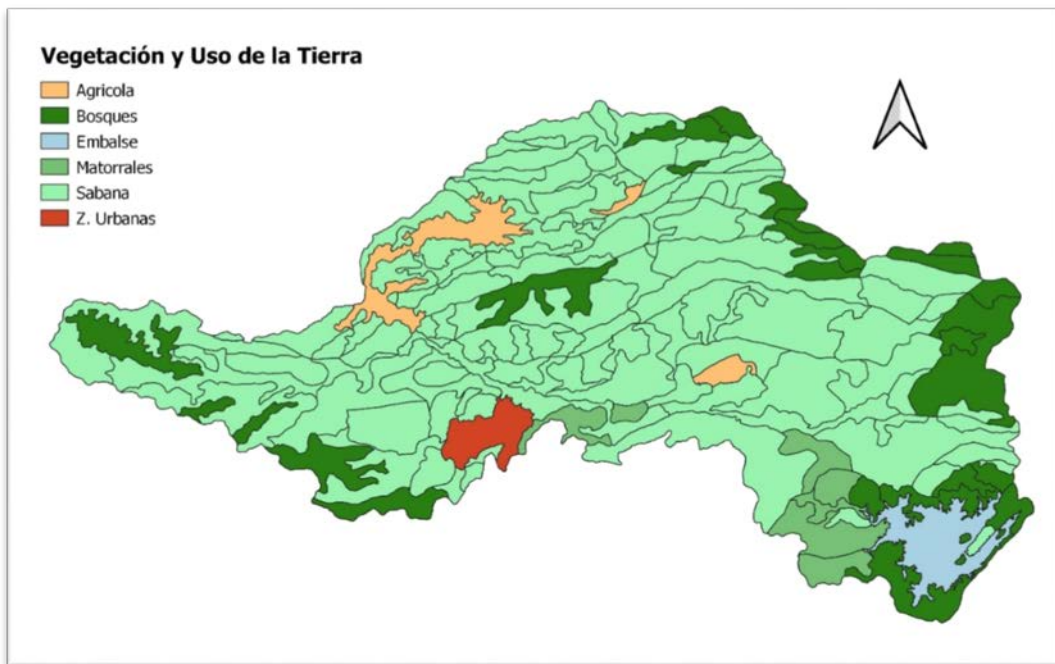 Vegetación y Uso de la Tierra
Agricola
Bosques
Embalse
Matorrales
Sabana
Z. Urbanas